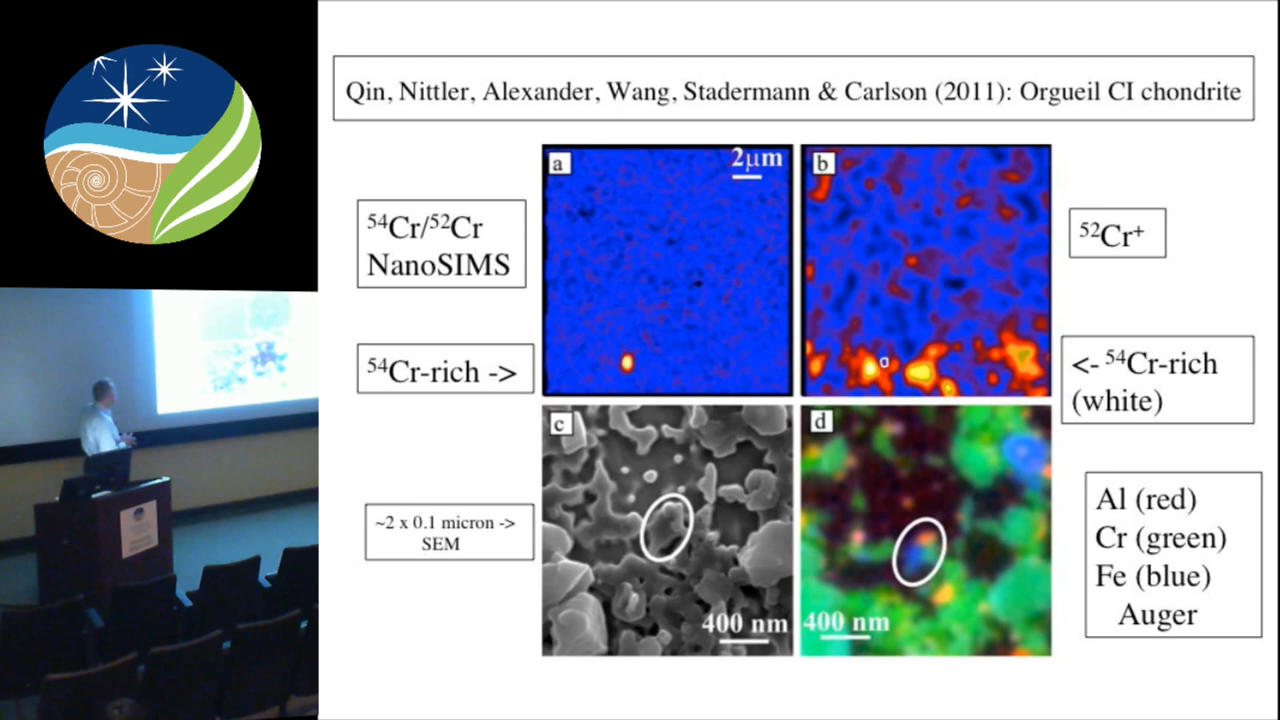 Qin, Nittler, Alexander, Wang, Stadermann & Carlson (2011): Orgueil CI chondrite
a
2μm
b
⁵⁴Cr/⁵²Cr
NanoSIMS
⁵²Cr⁺
⁵⁴Cr-rich ->
<- ⁵⁴Cr-rich
(white)
c
d
~2 x 0.1 micron ->
SEM
Al (red)
Cr (green)
Fe (blue)
Auger
400 nm
400 nm